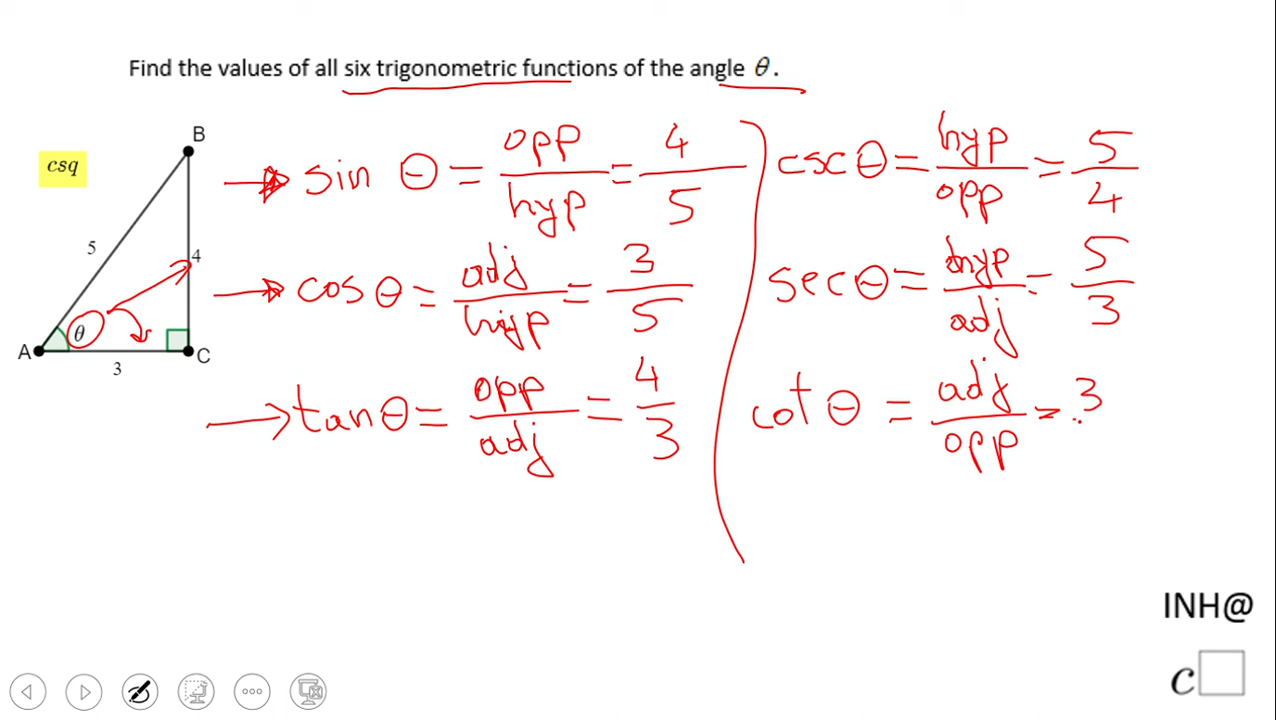 Find the values of all six trigonometric functions of the angle θ.
csq
B
5
4
A
θ
C
3
sin θ = opp/hyp = 4/5
cos θ = adj/hyp = 3/5
tan θ = opp/adj = 4/3
csc θ = hyp/opp = 5/4
sec θ = hyp/adj = 5/3
cot θ = adj/opp = 3
INH@
c